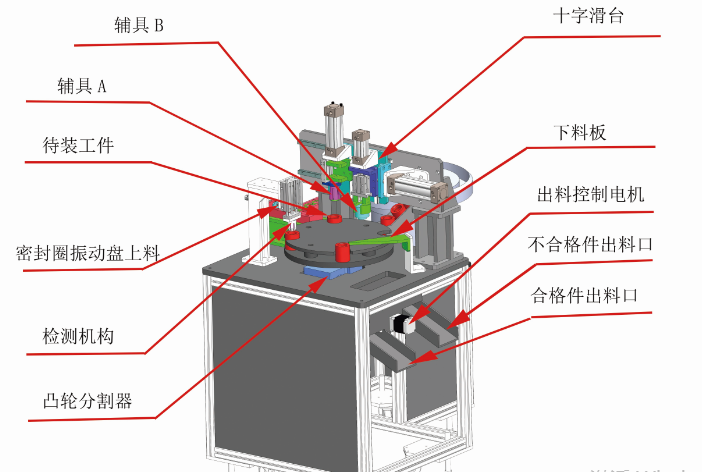 辅具 B
十字滑台
辅具 A
待装工件
下料板
出料控制电机
密封圈振动盘上料
不合格件出料口
合格件出料口
检测机构
凸轮分割器